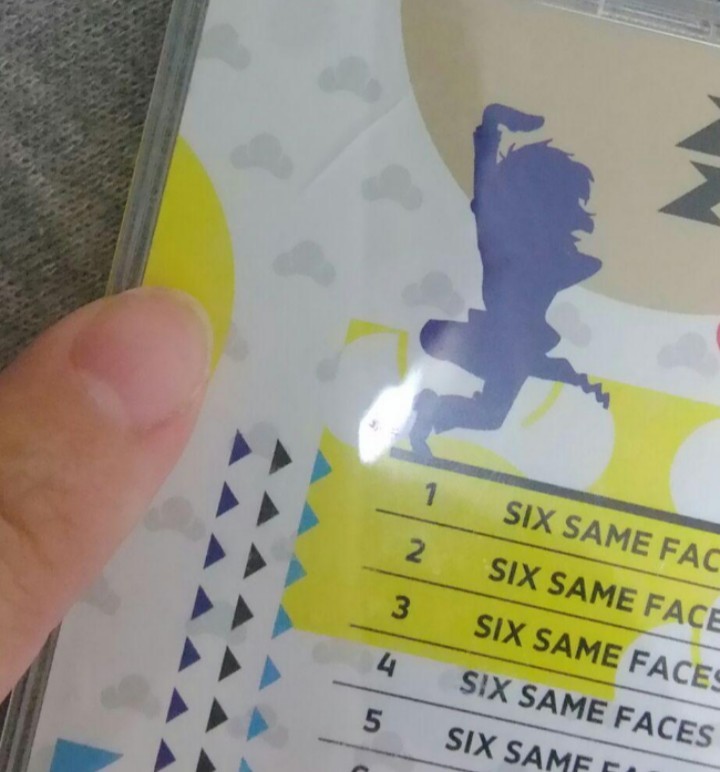 1 SIX SAME FAC
2 SIX SAME FACE
3 SIX SAME FACES
4 SIX SAME FACES
5 SIX SAME FA